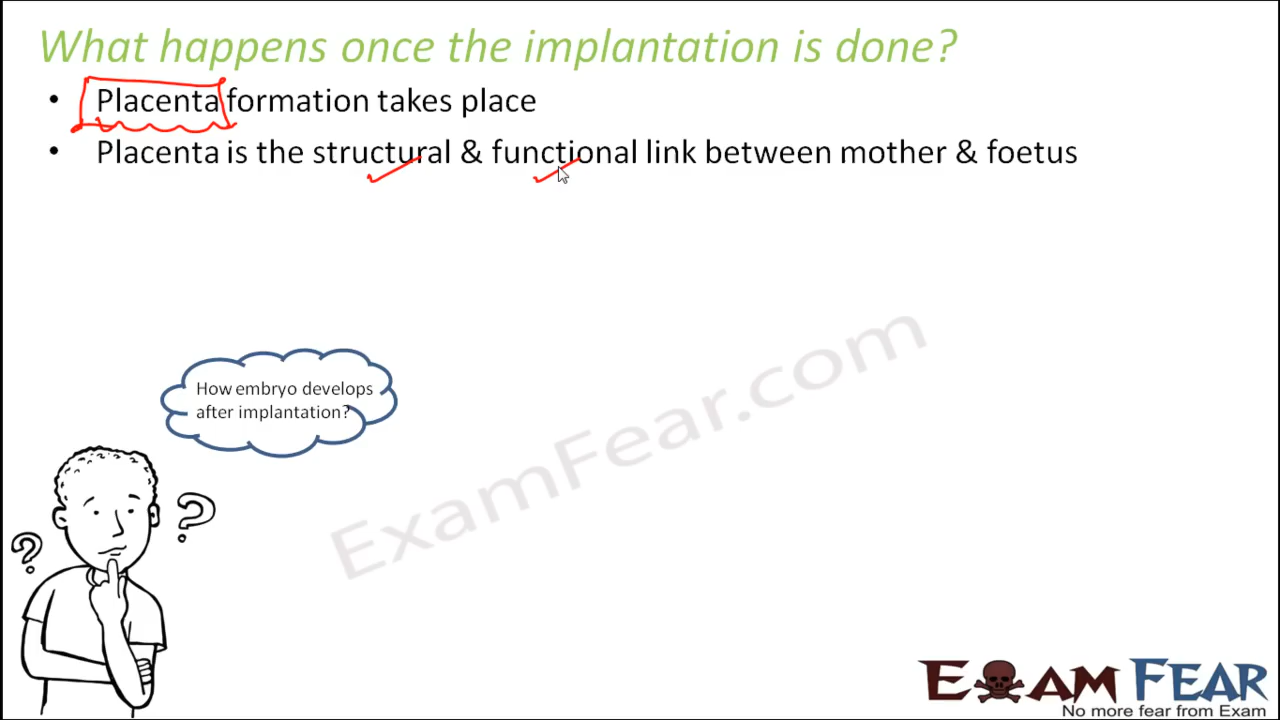 What happens once the implantation is done?
• Placenta formation takes place
• Placenta is the structural & functional link between mother & foetus
How embryo develops
after implantation?
ExamFear.com
EXAM FEAR
No more fear from Exam